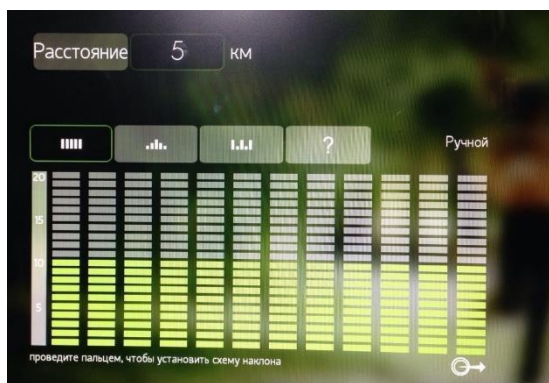 Расстояние 5 км
? Ручной
20
15
10
5
проведите пальцем, чтобы установить схему наклона